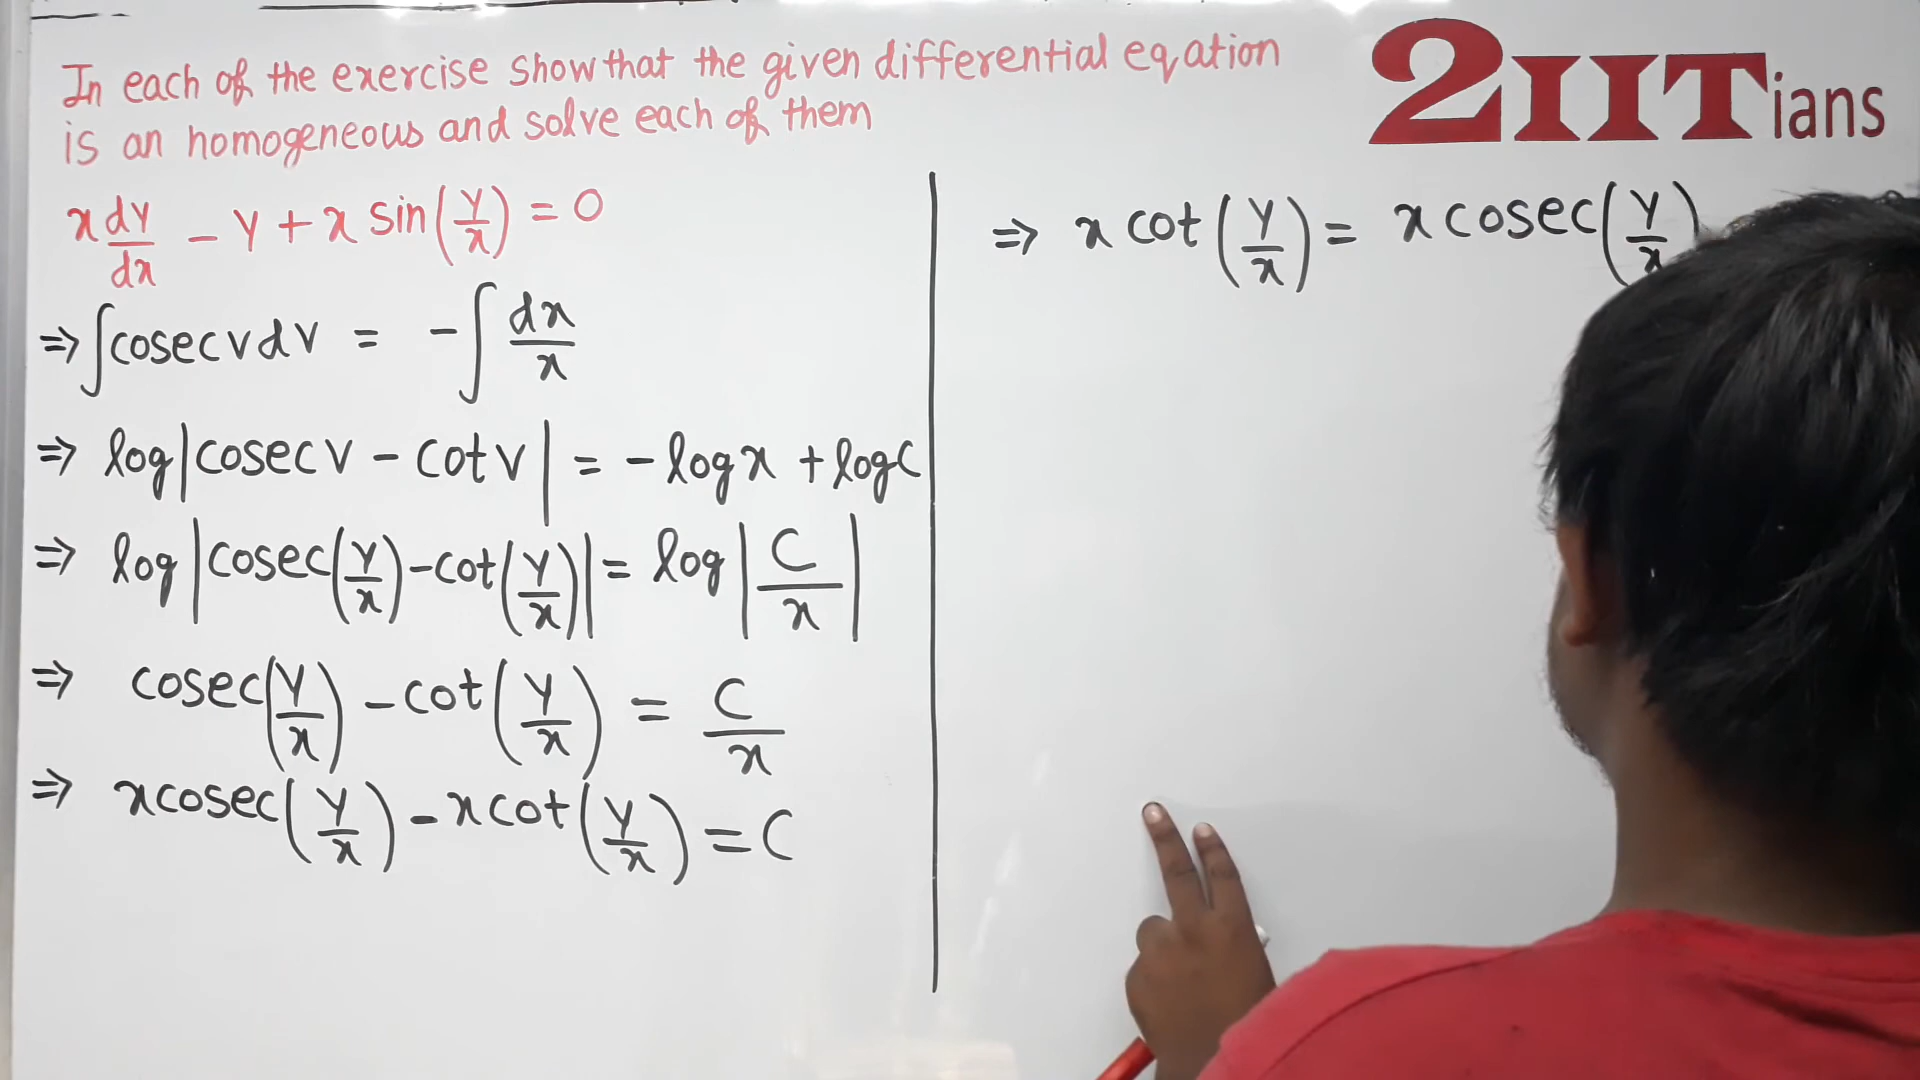 In each of the exercise show that the given differential eqation
is an homogeneous and solve each of them
2IITians
x dy/dx - y + x sin(y/x) = 0
⇒ ∫cosec v dv = -∫ dx/x
⇒ log|cosec v - cot v| = -log x + log C
⇒ log|cosec(y/x) - cot(y/x)| = log|C/x|
⇒ cosec(y/x) - cot(y/x) = C/x
⇒ x cosec(y/x) - x cot(y/x) = C
⇒ x cot(y/x) = x cosec(y/x)